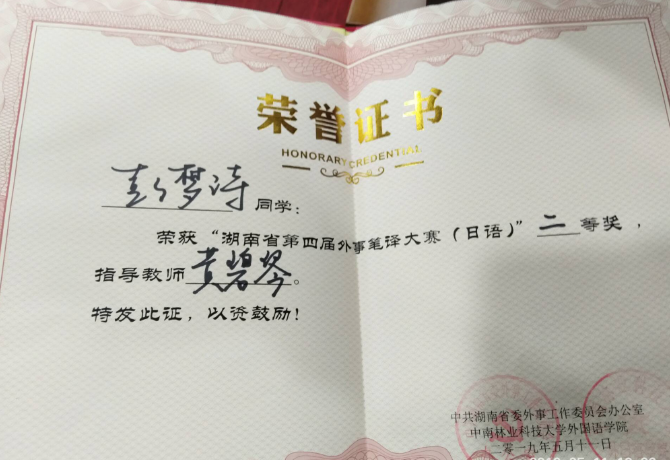 荣誉证书
HONORARY CREDENTIAL
彭梦诗 同学：
荣获“湖南省第四届外事笔译大赛（日语）”二等奖，
指导教师黄碧琴。
特发此证，以资鼓励！
中共湖南省委外事工作委员会办公室
中南林业科技大学外国语学院
二零一九年五月十一日